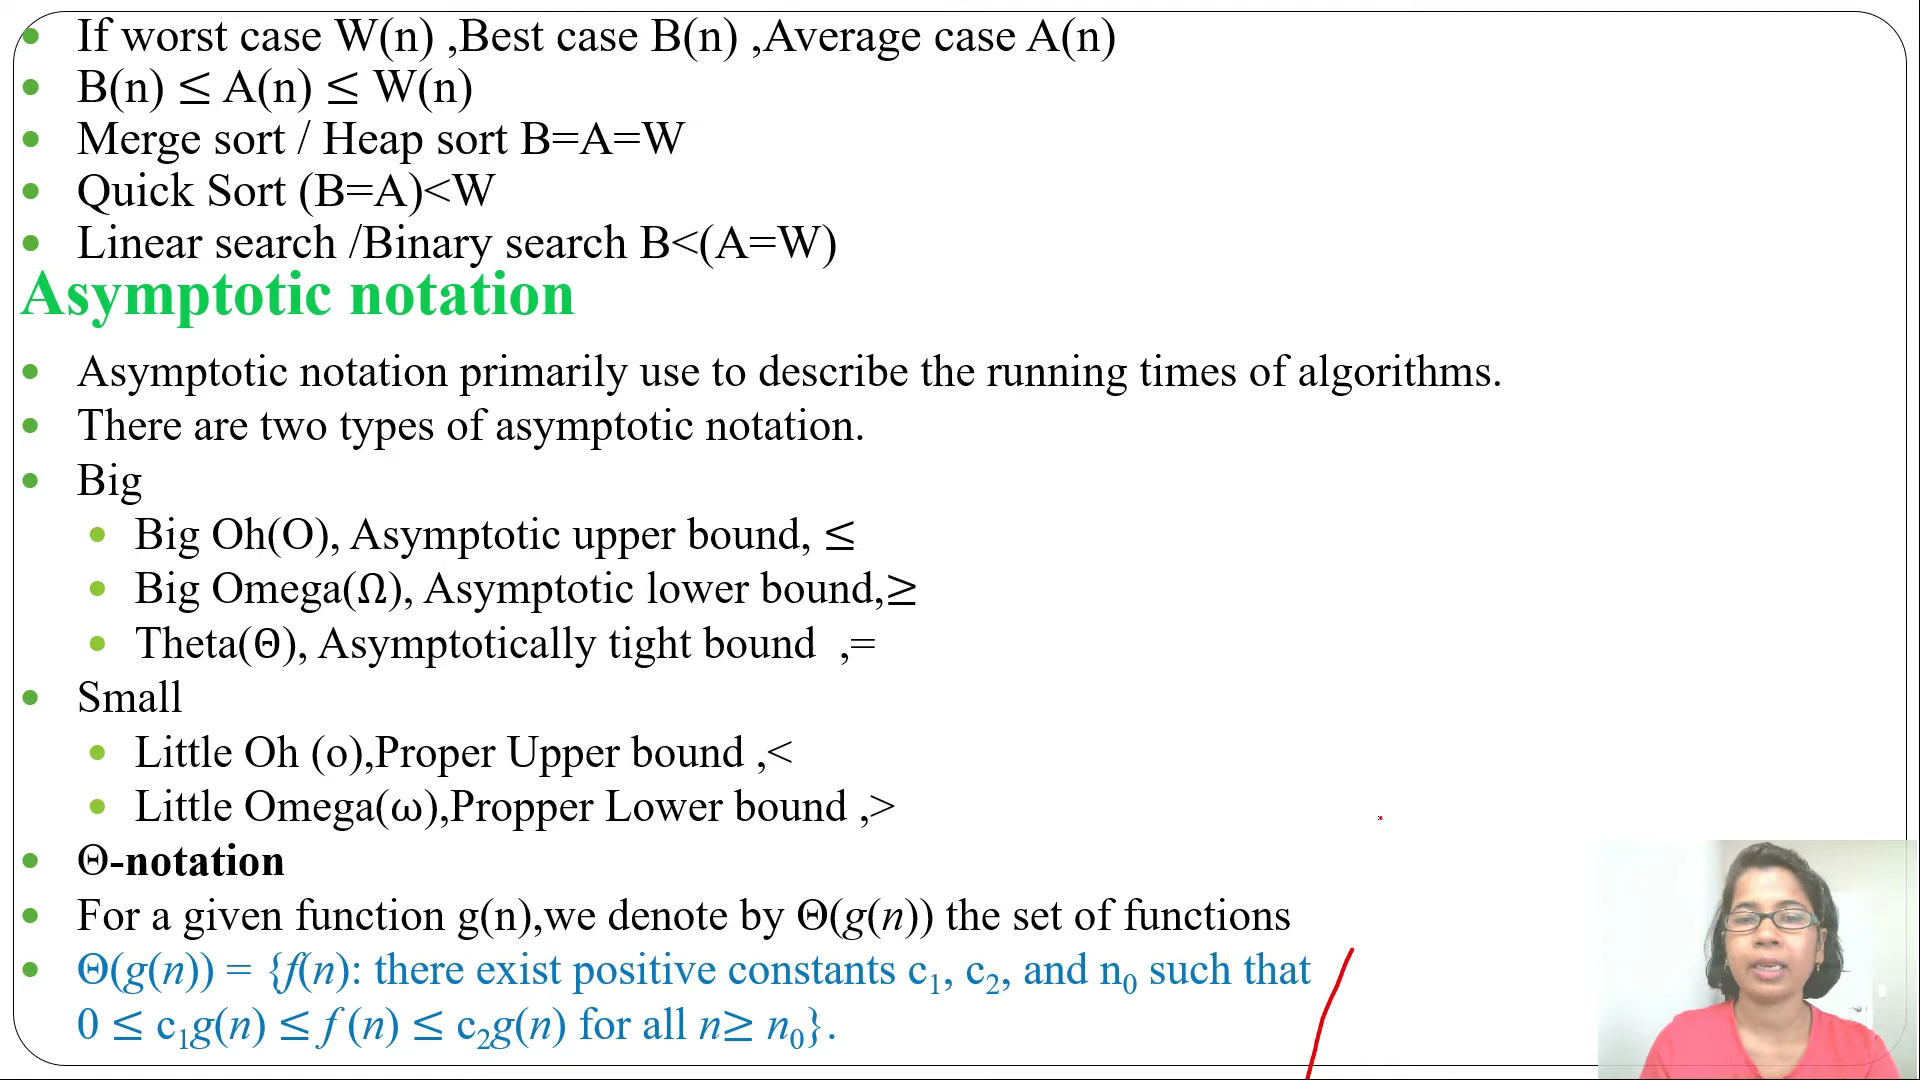 If worst case W(n) ,Best case B(n) ,Average case A(n)
B(n) ≤ A(n) ≤ W(n)
Merge sort / Heap sort B=A=W
Quick Sort (B=A)<W
Linear search /Binary search B<(A=W)
Asymptotic notation
Asymptotic notation primarily use to describe the running times of algorithms.
There are two types of asymptotic notation.
Big
Big Oh(O), Asymptotic upper bound, ≤
Big Omega(Ω), Asymptotic lower bound,≥
Theta(Θ), Asymptotically tight bound ,=
Small
Little Oh (o),Proper Upper bound ,<
Little Omega(ω),Propper Lower bound ,>
Θ-notation
For a given function g(n),we denote by Θ(g(n)) the set of functions
Θ(g(n)) = {f(n): there exist positive constants c₁, c₂, and n₀ such that
0 ≤ c₁g(n) ≤ f (n) ≤ c₂g(n) for all n≥ n₀}.